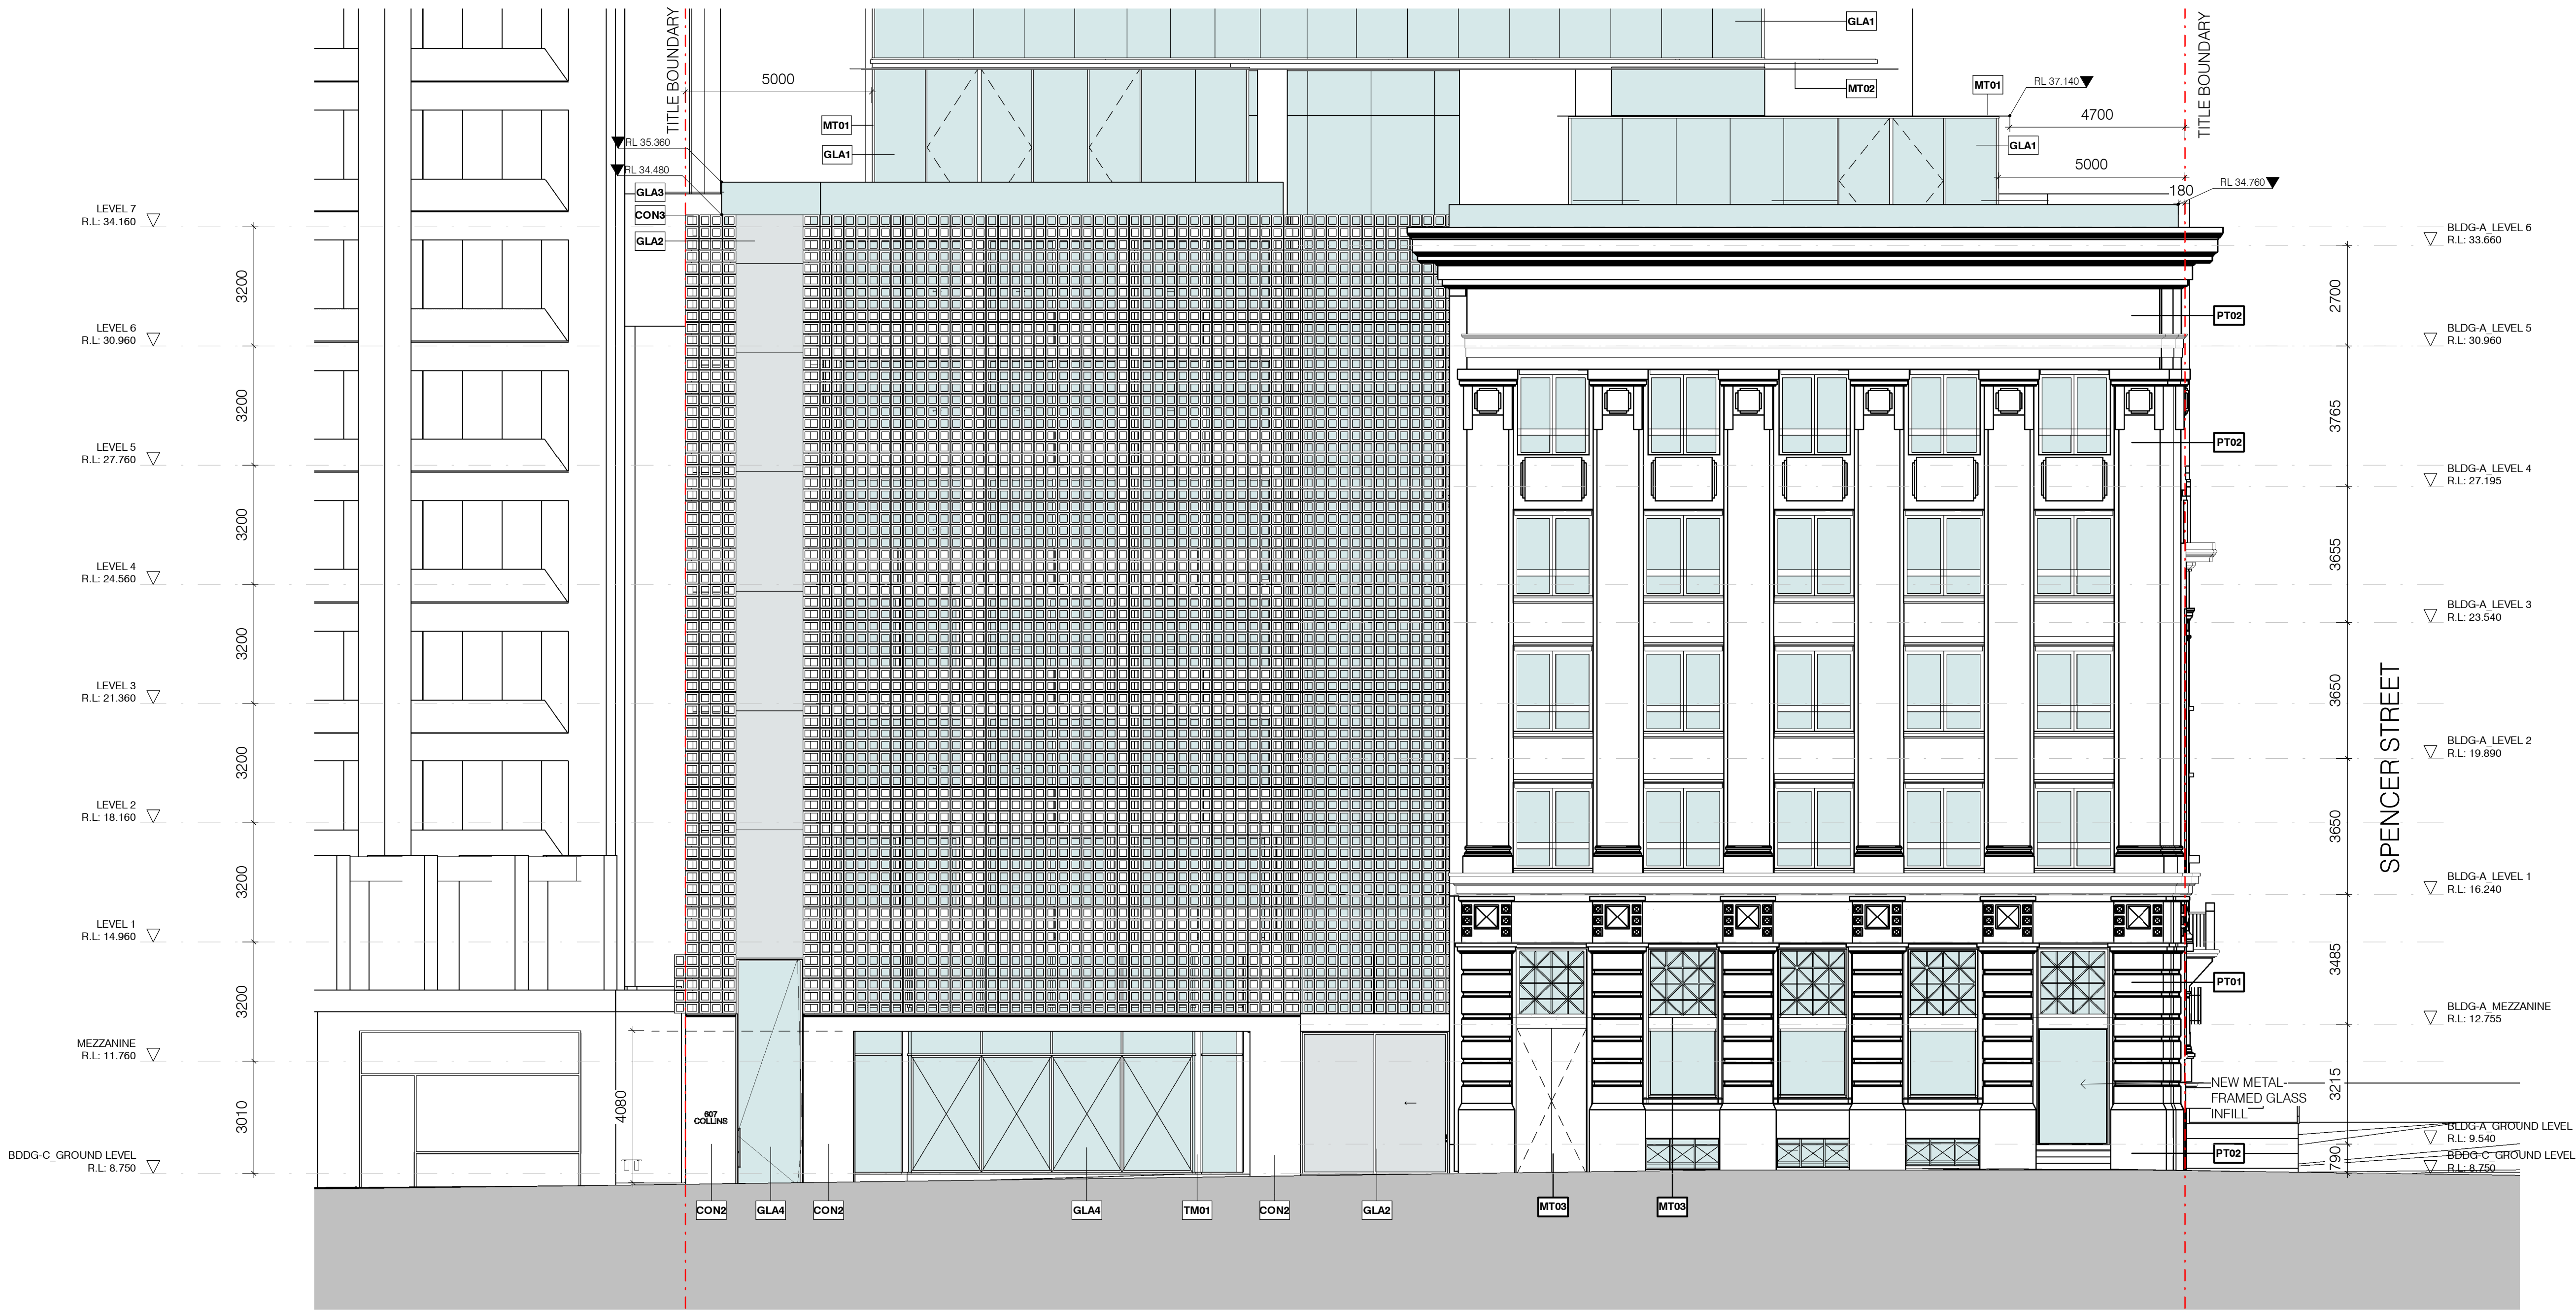 TITLE BOUNDARY
5000
MT01
GLA1
RL 35.360
RL 34.480
GLA3
CON3
GLA2
GLA1
MT02
MT01
RL 37.140
4700
GLA1
5000
180
RL 34.760
TITLE BOUNDARY
LEVEL 7
R.L: 34.160
3200
LEVEL 6
R.L: 30.960
3200
LEVEL 5
R.L: 27.760
3200
LEVEL 4
R.L: 24.560
3200
LEVEL 3
R.L: 21.360
3200
LEVEL 2
R.L: 18.160
3200
LEVEL 1
R.L: 14.960
3200
MEZZANINE
R.L: 11.760
3010
BDDG-C_GROUND LEVEL
R.L: 8.750
4080
607
COLLINS
CON2
GLA4
CON2
GLA4
TM01
CON2
GLA2
MT03
MT03
PT02
PT02
PT01
NEW METAL
FRAMED GLASS
INFILL
PT02
BLDG-A_LEVEL 6
R.L: 33.660
2700
BLDG-A_LEVEL 5
R.L: 30.960
3765
BLDG-A_LEVEL 4
R.L: 27.195
3655
BLDG-A_LEVEL 3
R.L: 23.540
3650
SPENCER STREET
BLDG-A_LEVEL 2
R.L: 19.890
3650
BLDG-A_LEVEL 1
R.L: 16.240
3485
BLDG-A_MEZZANINE
R.L: 12.755
3215
BLDG-A_GROUND LEVEL
R.L: 9.540
790
BDDG-C_GROUND LEVEL
R.L: 8.750